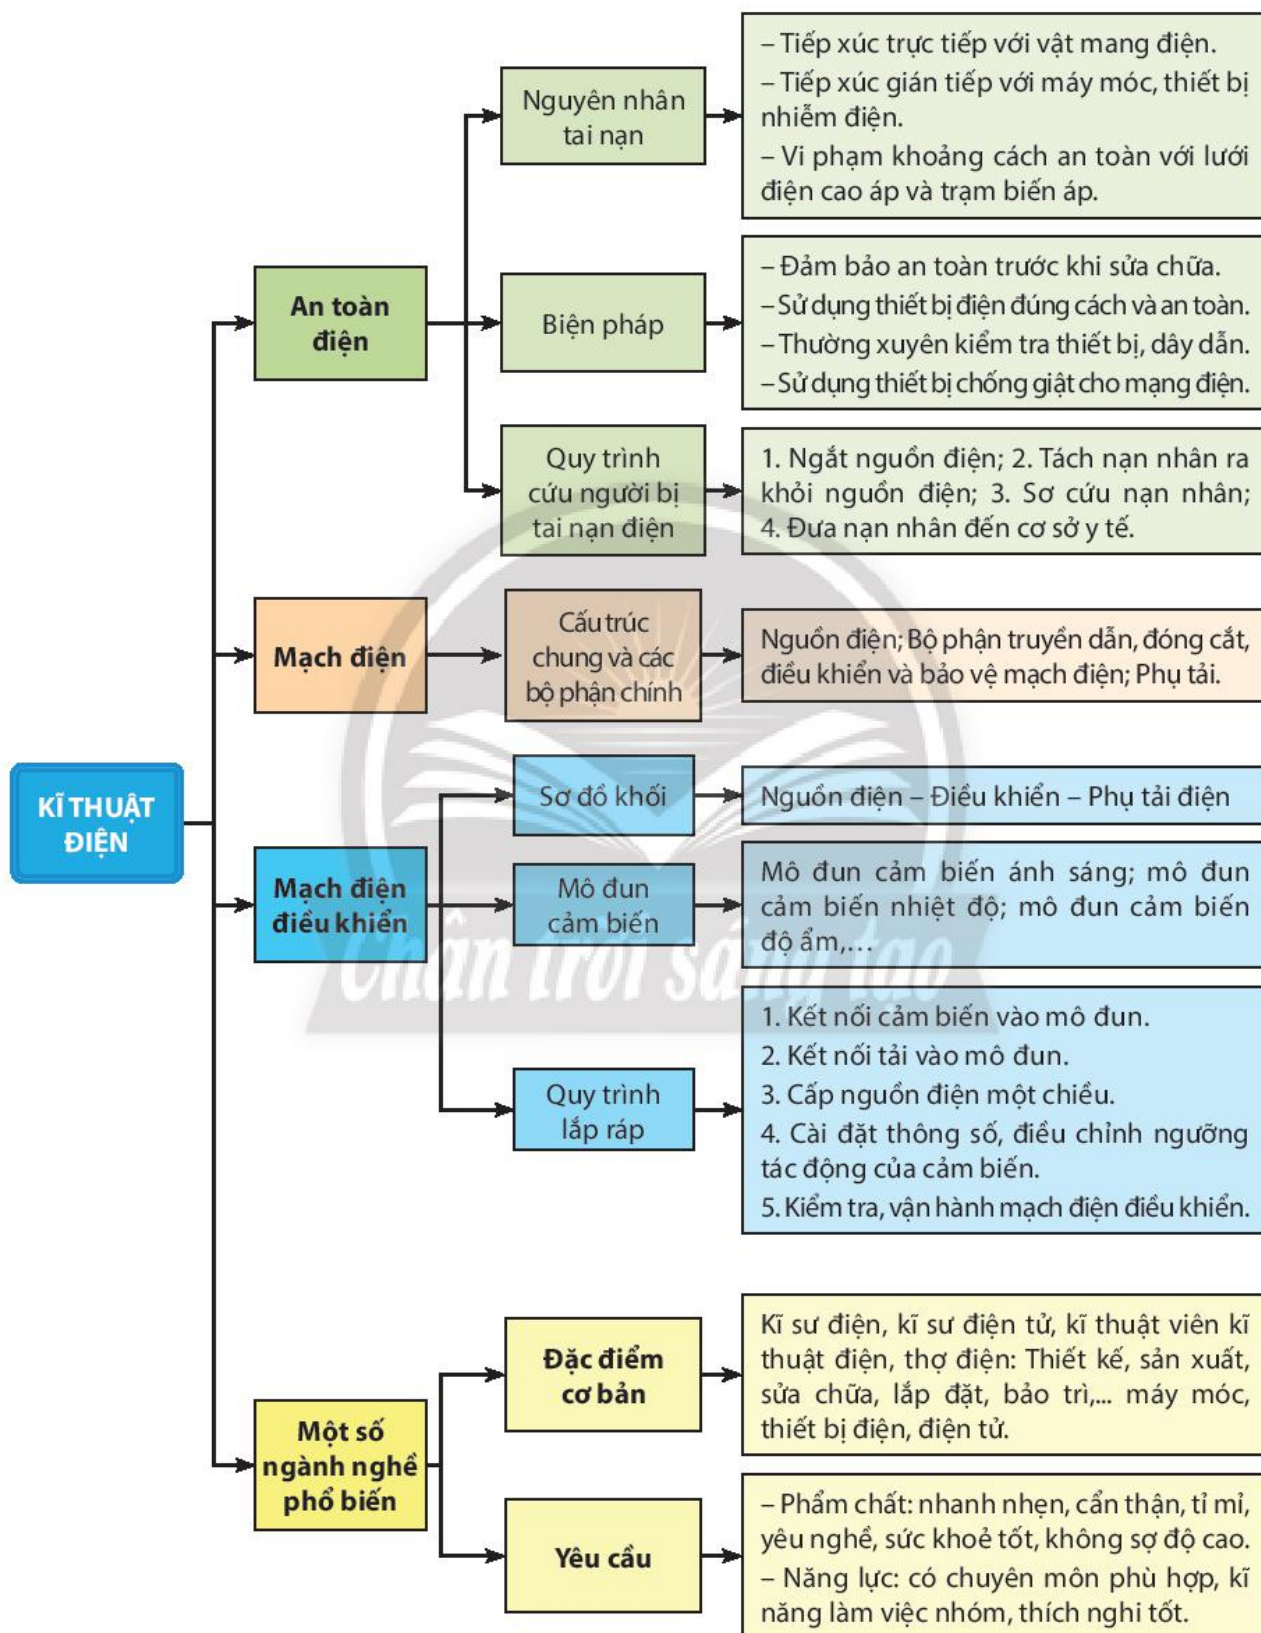 KĨ THUẬT
ĐIỆN
An toàn
điện
Nguyên nhân
tai nạn
– Tiếp xúc trực tiếp với vật mang điện.
– Tiếp xúc gián tiếp với máy móc, thiết bị
nhiễm điện.
– Vi phạm khoảng cách an toàn với lưới
điện cao áp và trạm biến áp.
Biện pháp
– Đảm bảo an toàn trước khi sửa chữa.
– Sử dụng thiết bị điện đúng cách và an toàn.
– Thường xuyên kiểm tra thiết bị, dây dẫn.
– Sử dụng thiết bị chống giật cho mạng điện.
Quy trình
cứu người bị
tai nạn điện
1. Ngắt nguồn điện; 2. Tách nạn nhân ra
khỏi nguồn điện; 3. Sơ cứu nạn nhân;
4. Đưa nạn nhân đến cơ sở y tế.
Mạch điện
Cấu trúc
chung và các
bộ phận chính
Nguồn điện; Bộ phận truyền dẫn, đóng cắt,
điều khiển và bảo vệ mạch điện; Phụ tải.
Mạch điện
điều khiển
Sơ đồ khối
Nguồn điện – Điều khiển – Phụ tải điện
Mô đun
cảm biến
Mô đun cảm biến ánh sáng; mô đun
cảm biến nhiệt độ; mô đun cảm biến
độ ẩm,...
Chân trời sáng tạo
Quy trình
lắp ráp
1. Kết nối cảm biến vào mô đun.
2. Kết nối tải vào mô đun.
3. Cấp nguồn điện một chiều.
4. Cài đặt thông số, điều chỉnh ngưỡng
tác động của cảm biến.
5. Kiểm tra, vận hành mạch điện điều khiển.
Một số
ngành nghề
phổ biến
Đặc điểm
cơ bản
Kĩ sư điện, kĩ sư điện tử, kĩ thuật viên kĩ
thuật điện, thợ điện: Thiết kế, sản xuất,
sửa chữa, lắp đặt, bảo trì,... máy móc,
thiết bị điện, điện tử.
Yêu cầu
– Phẩm chất: nhanh nhẹn, cẩn thận, tỉ mỉ,
yêu nghề, sức khoẻ tốt, không sợ độ cao.
– Năng lực: có chuyên môn phù hợp, kĩ
năng làm việc nhóm, thích nghi tốt.